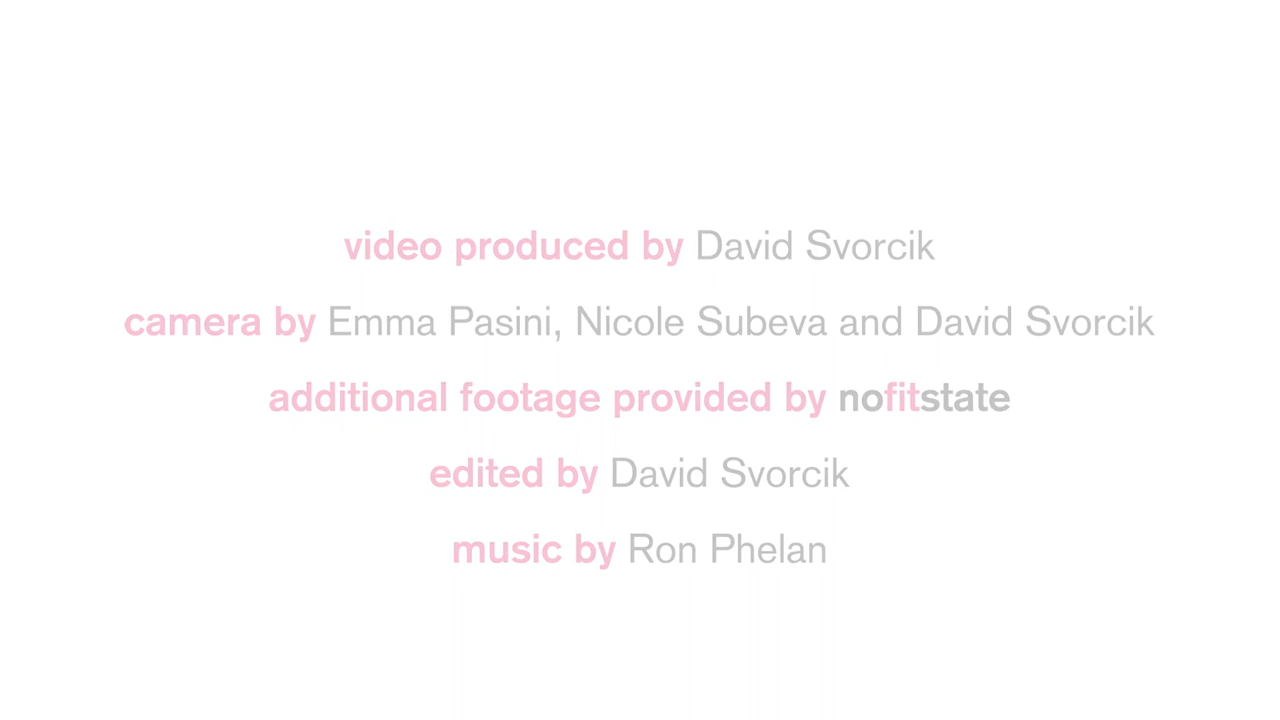 video produced by David Svorcik
camera by Emma Pasini, Nicole Subeva and David Svorcik
additional footage provided by nofitstate
edited by David Svorcik
music by Ron Phelan